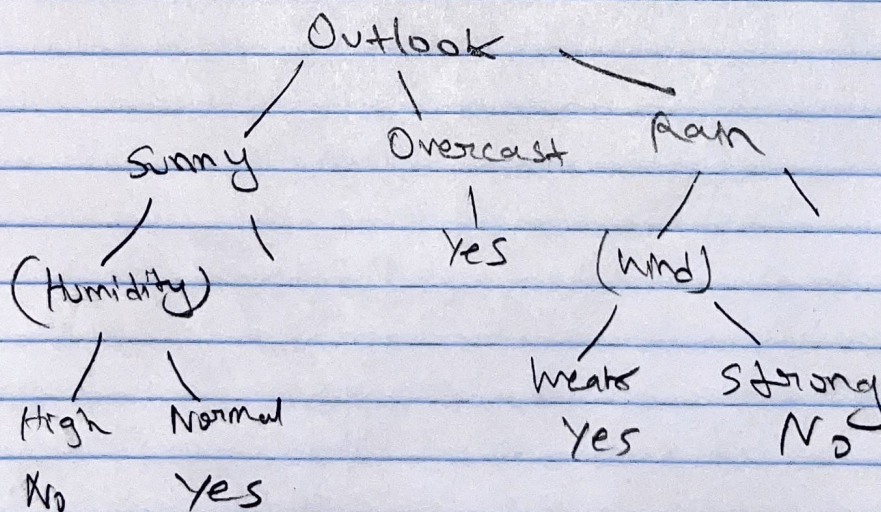 Outlook
Sunny Overcast Rain
(Humidity) Yes (Wind)
High Normal Weak Strong
No Yes Yes No